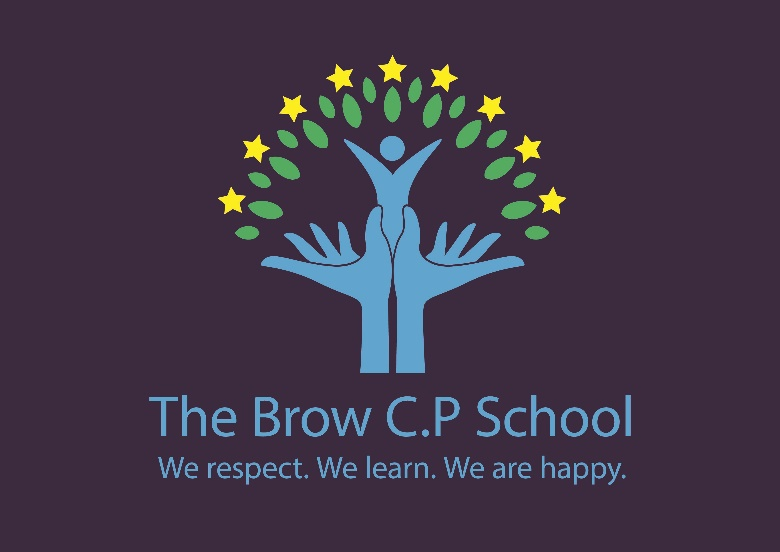 The Brow C.P School
We respect. We learn. We are happy.